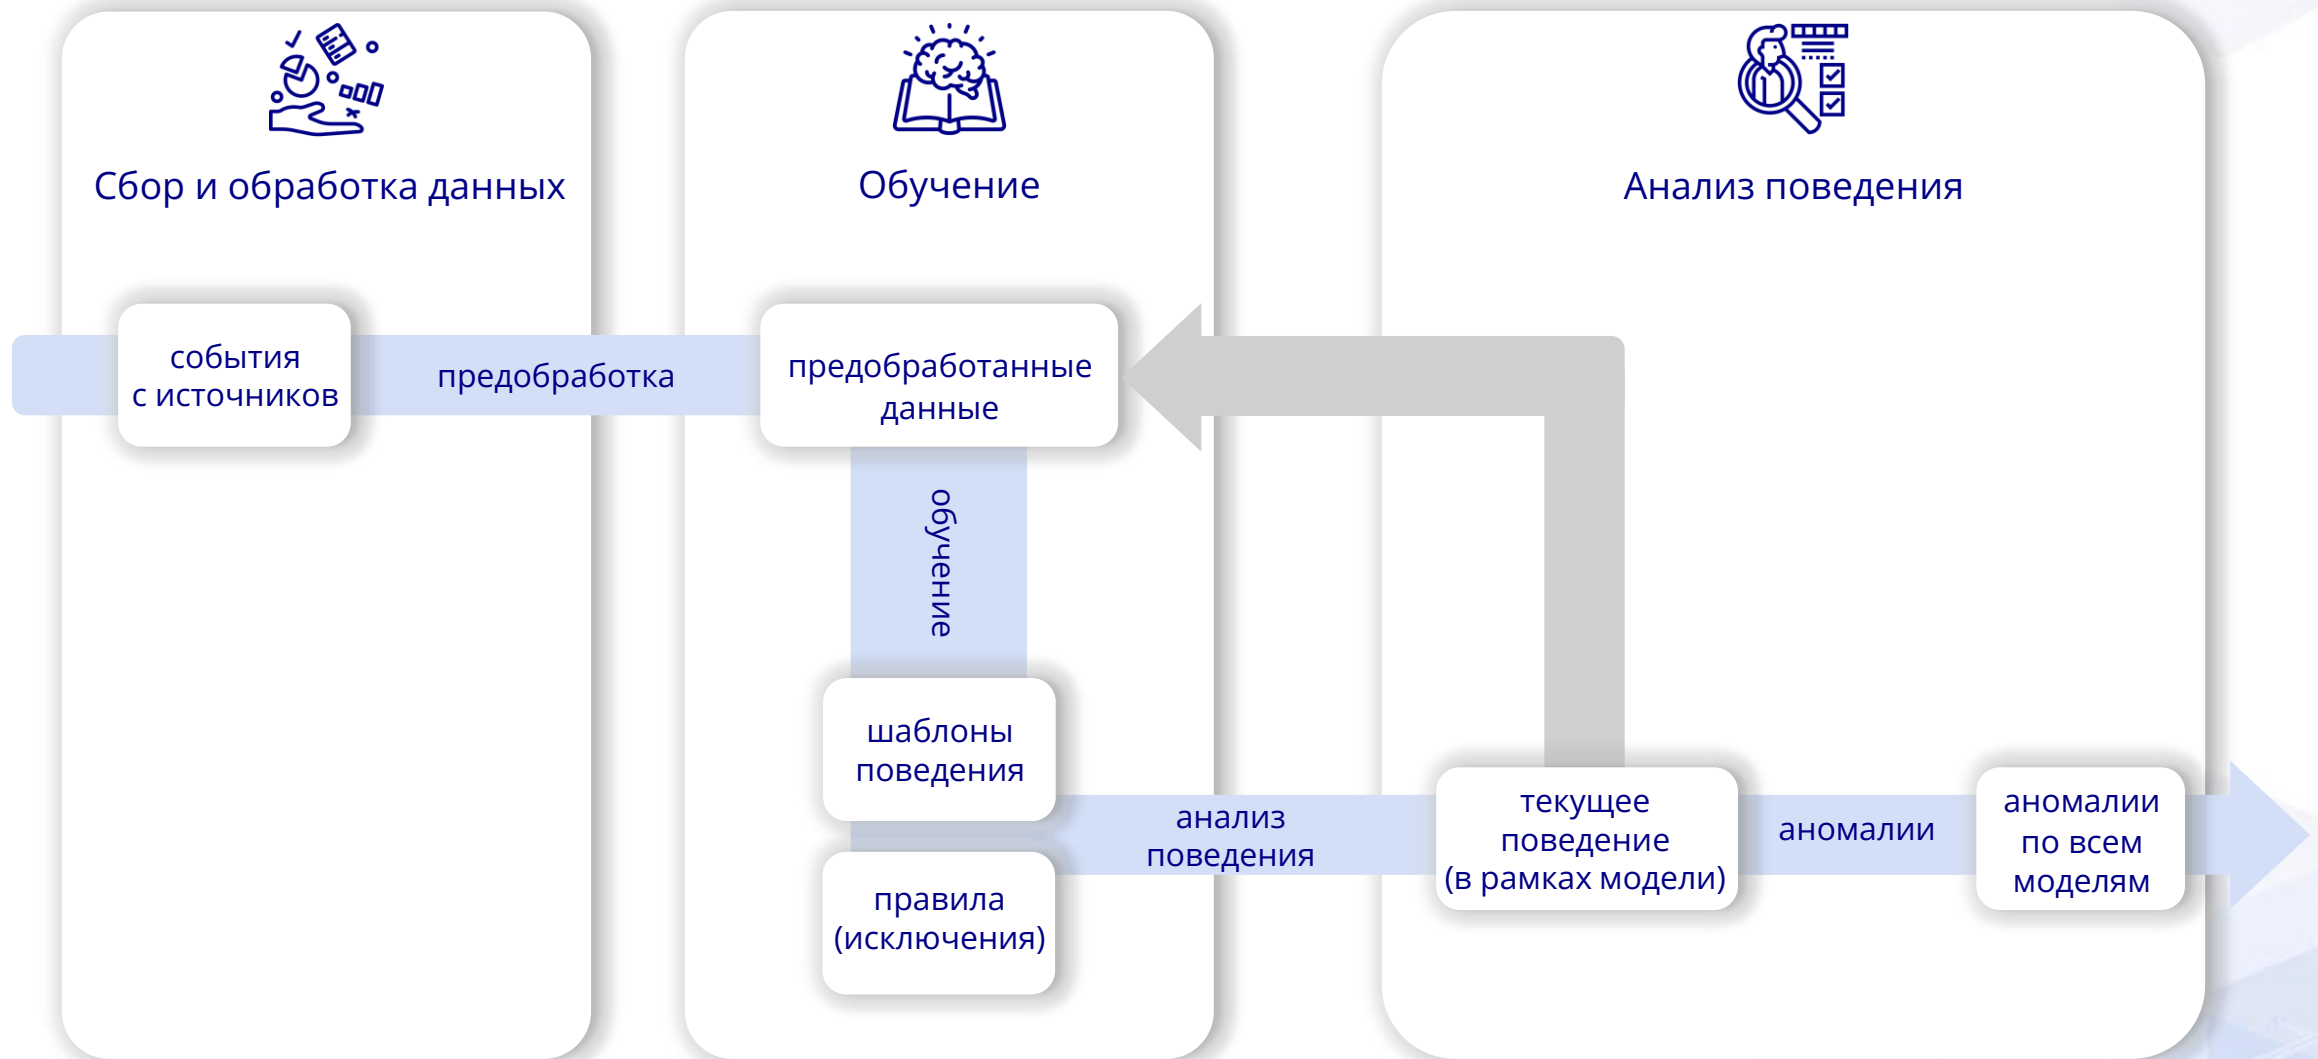 Сбор и обработка данных
Обучение
Анализ поведения
события
с источников
предобработка
предобработанные
данные
обучение
шаблоны
поведения
правила
(исключения)
анализ
поведения
текущее
поведение
(в рамках модели)
аномалии
аномалии
по всем
моделям